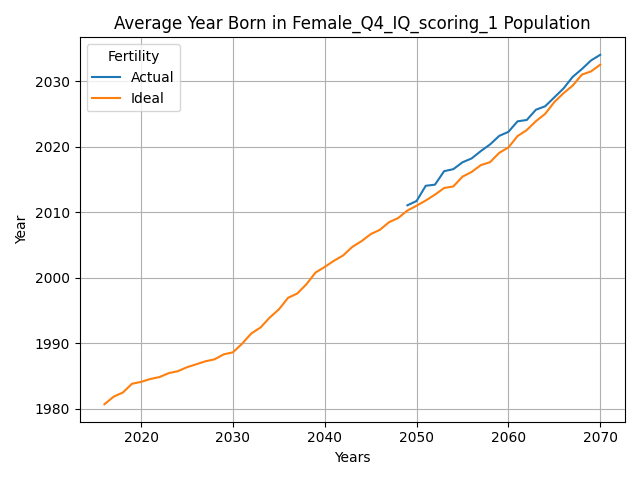 Average Year Born in Female_Q4_IQ_scoring_1 Population
Fertility
Actual
Ideal
2030
2020
2010
2000
1990
1980
Year
2020 2030 2040 2050 2060 2070
Years